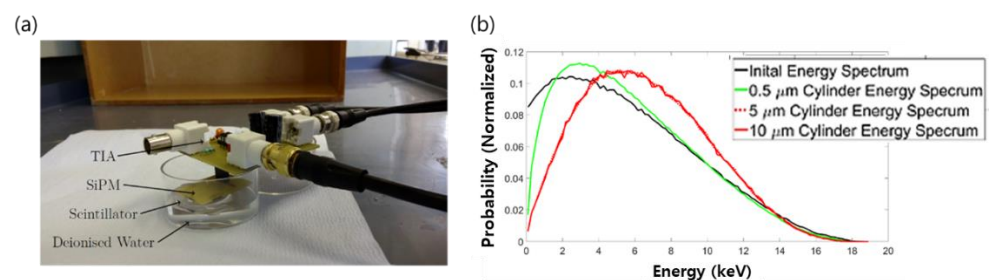 (a)
TIA
SiPM
Scintillator
Deionised Water
(b)
Probability (Normalized)
0.12
0.10
0.08
0.06
0.04
0.02
0
0 2 4 6 8 10 12 14 16 18 20
Energy (keV)
Inital Energy Spectrum
0.5 μm Cylinder Energy Specrum
5 μm Cylinder Energy Specrum
10 μm Cylinder Energy Specrum